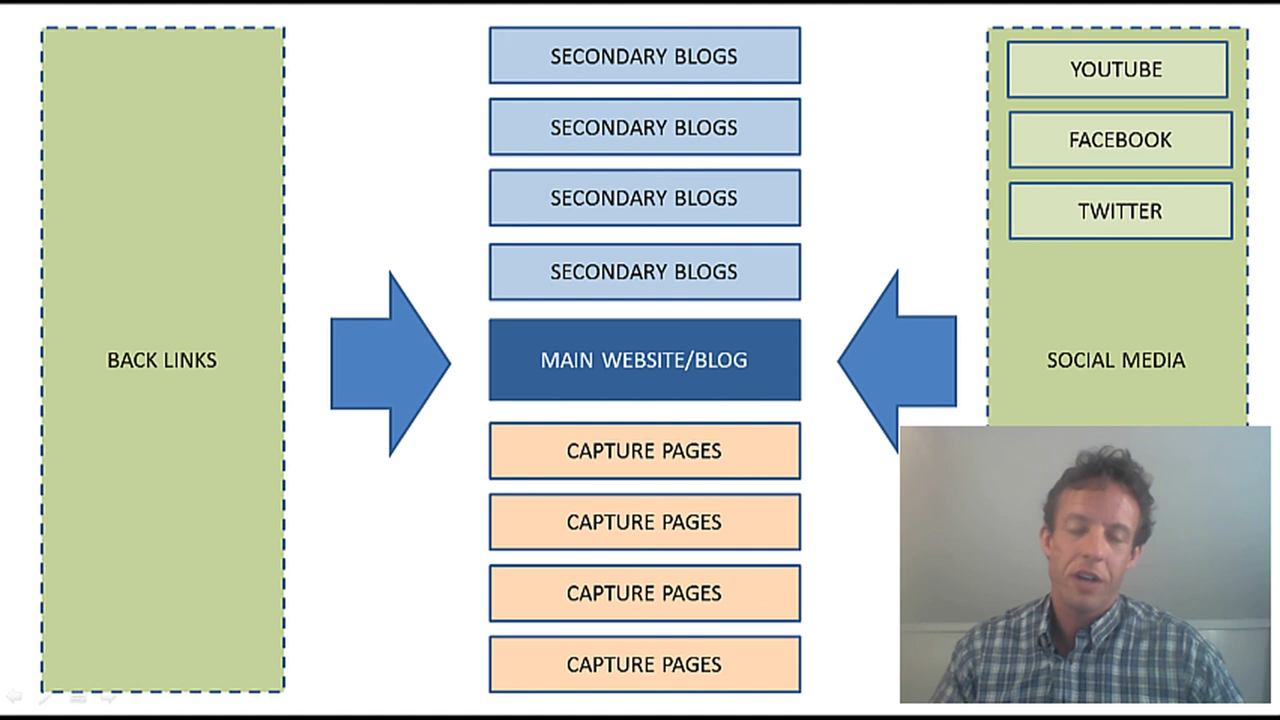 BACK LINKS
SECONDARY BLOGS
SECONDARY BLOGS
SECONDARY BLOGS
SECONDARY BLOGS
MAIN WEBSITE/BLOG
CAPTURE PAGES
CAPTURE PAGES
CAPTURE PAGES
CAPTURE PAGES
YOUTUBE
FACEBOOK
TWITTER
SOCIAL MEDIA